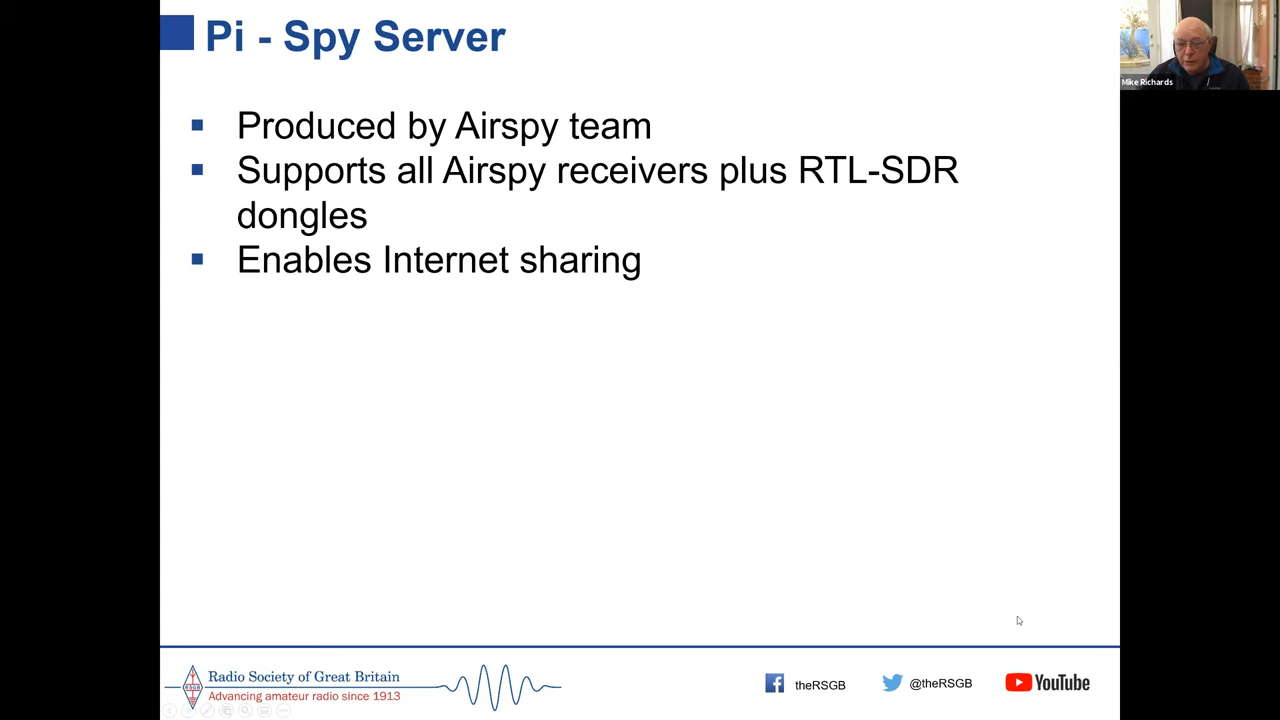 Pi - Spy Server
Mike Richards
Produced by Airspy team
Supports all Airspy receivers plus RTL-SDR
dongles
Enables Internet sharing
RSGB
Radio Society of Great Britain
Advancing amateur radio since 1913
theRSGB
@theRSGB
YouTube